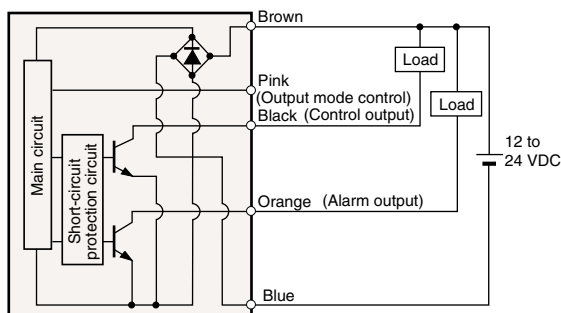 Brown
Load
Pink
(Output mode control)
Load
Black (Control output)
Main circuit
Short-circuit
protection circuit
12 to
24 VDC
Orange (Alarm output)
Blue